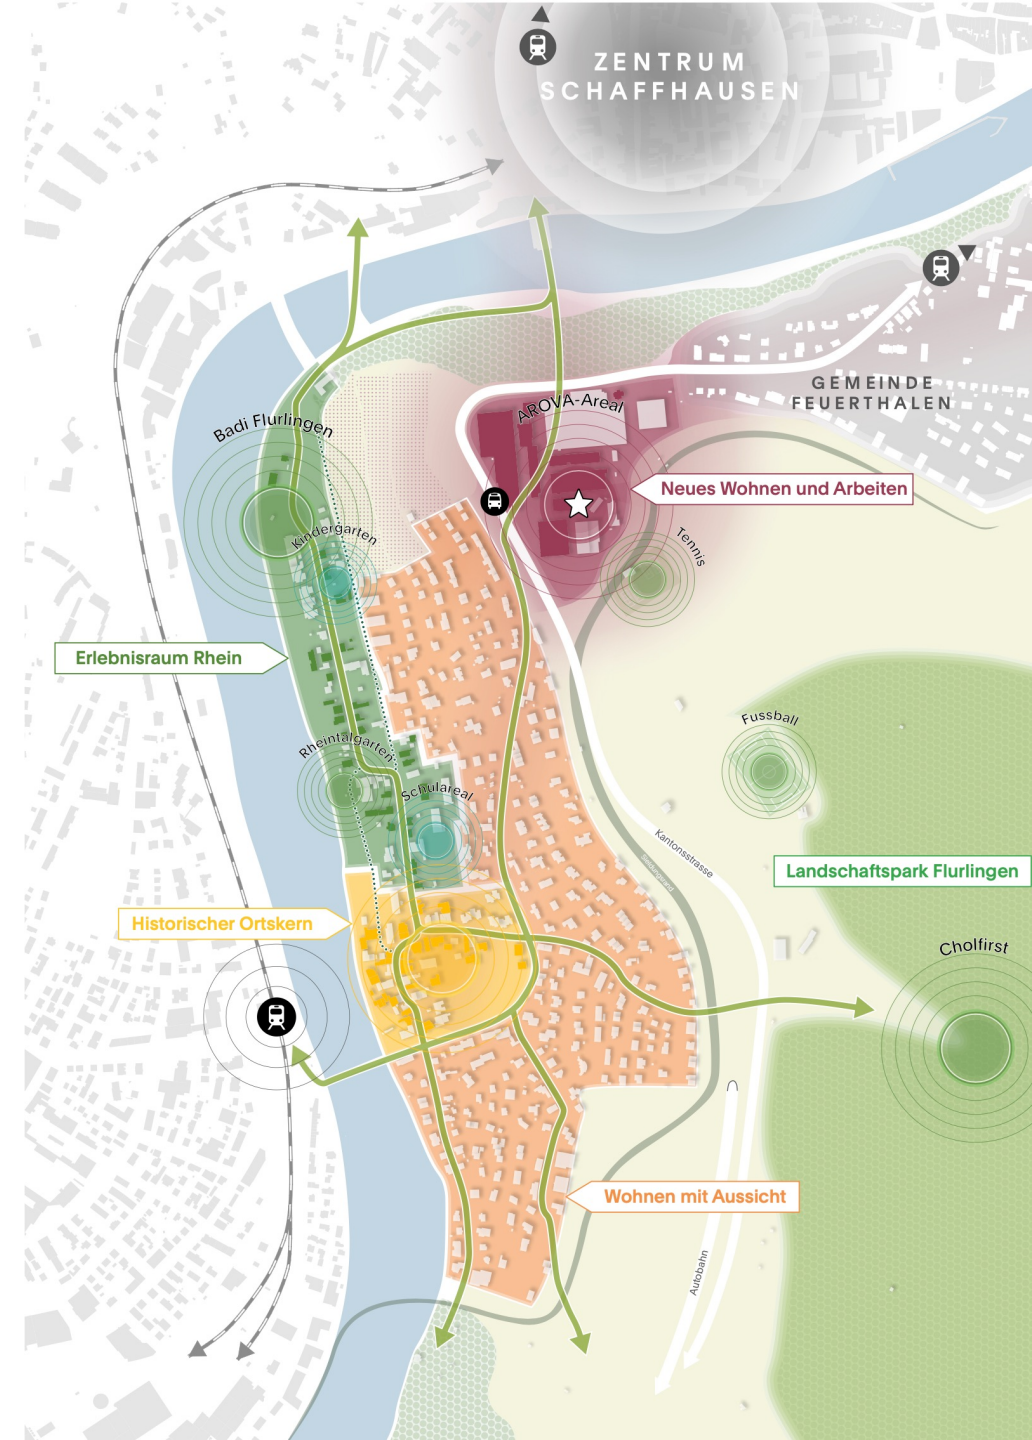 ZENTRUM
SCHAFFHAUSEN
GEMEINDE
FEUERTHALEN
AROVA-Areal
Badi Flurlingen
Neues Wohnen und Arbeiten
Kindergarten
Tennis
Erlebnisraum Rhein
Fussball
Rheintalgarten
Schulareal
Kantonsstrasse
Siedlungsrand
Landschaftspark Flurlingen
Historischer Ortskern
Cholfirst
Wohnen mit Aussicht
Autobahn